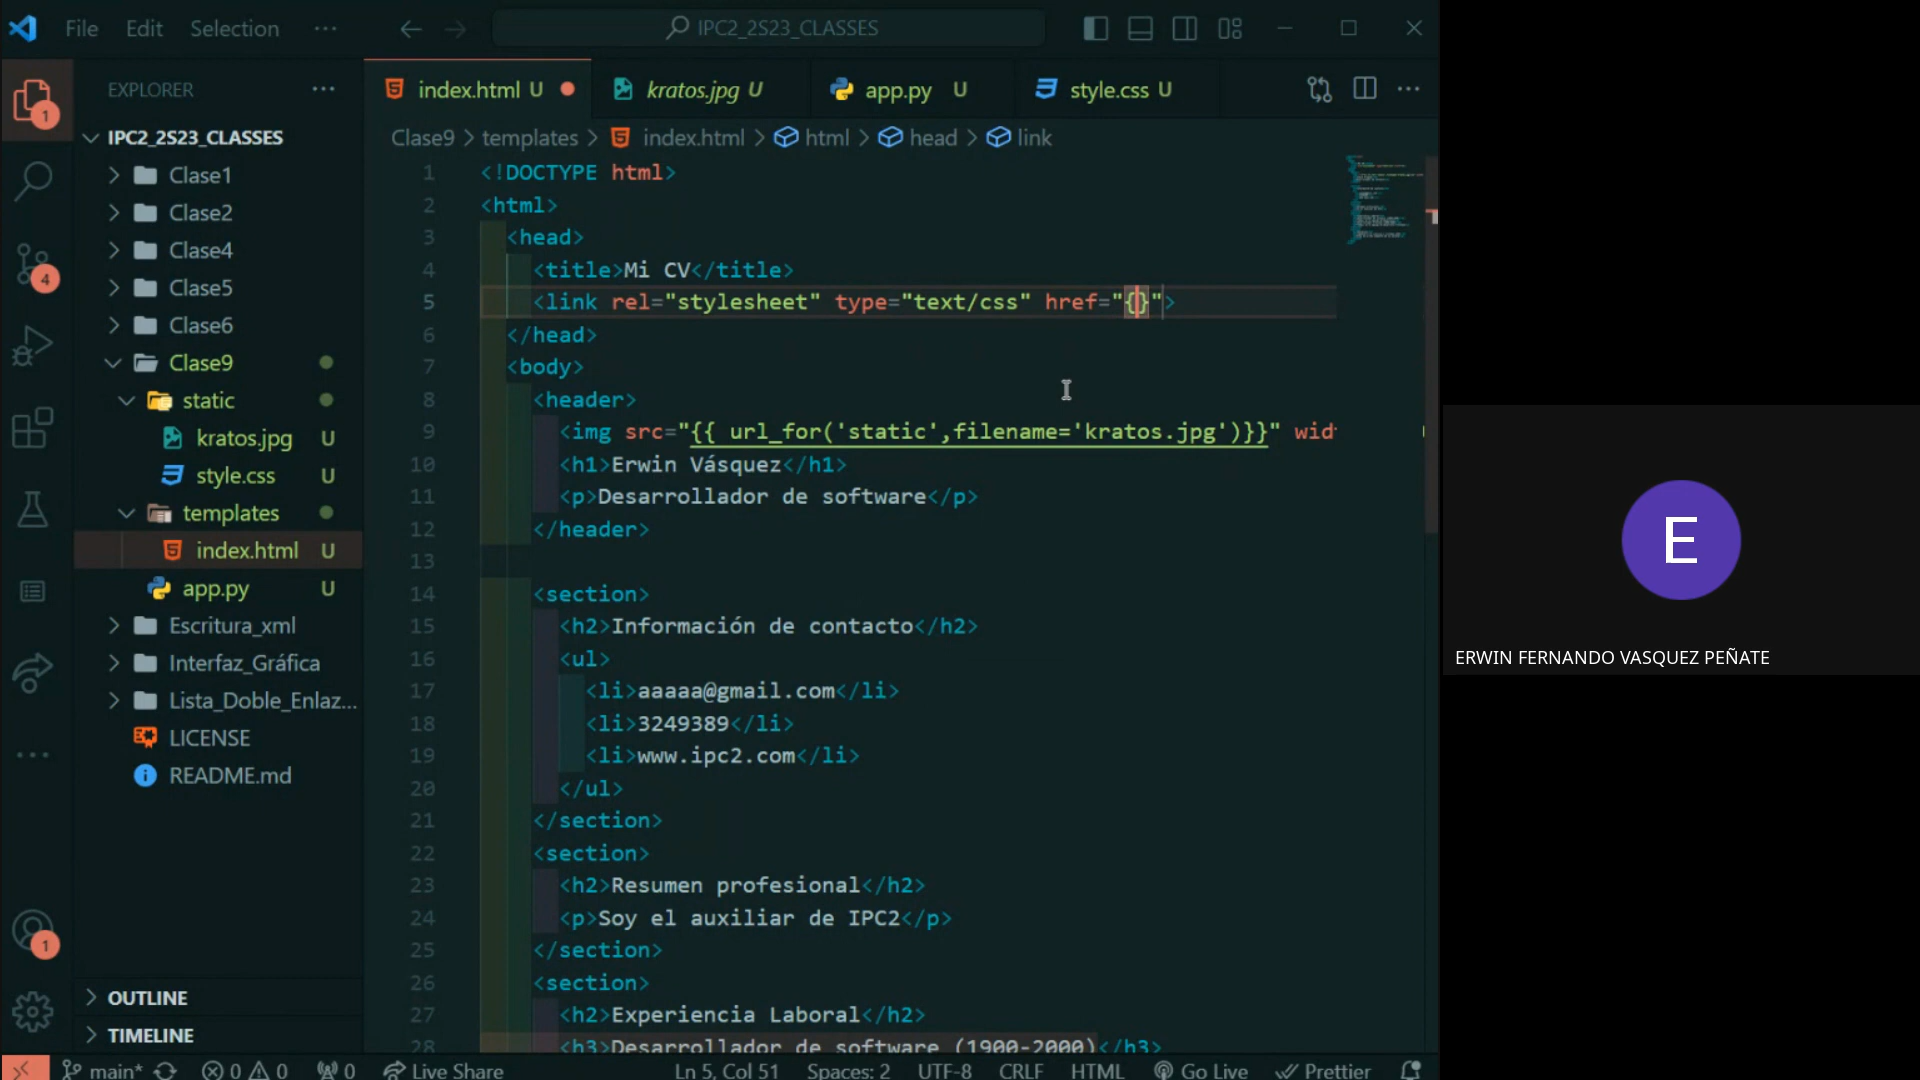 File Edit Selection ··· IPC2_2S23_CLASSES
EXPLORER ···
index.html U kratos.jpg U app.py U style.css U
IPC2_2S23_CLASSES
Clase9 > templates > index.html > html > head > link
Clase1
Clase2
Clase4
Clase5
Clase6
Clase9
static
kratos.jpg U
style.css U
templates
index.html U
app.py U
Escritura_xml
Interfaz_Gráfica
Lista_Doble_Enlaz...
LICENSE
README.md
OUTLINE
TIMELINE
1
4
1
1 <!DOCTYPE html>
2 <html>
3 <head>
4 <title>Mi CV</title>
5 <link rel="stylesheet" type="text/css" href="{}">
6 </head>
7 <body>
8 <header>
9 <img src="{{ url_for('static',filename='kratos.jpg')}}" wid
10 <h1>Erwin Vásquez</h1>
11 <p>Desarrollador de software</p>
12 </header>
13
14 <section>
15 <h2>Información de contacto</h2>
16 <ul>
17 <li>aaaaa@gmail.com</li>
18 <li>3249389</li>
19 <li>www.ipc2.com</li>
20 </ul>
21 </section>
22 <section>
23 <h2>Resumen profesional</h2>
24 <p>Soy el auxiliar de IPC2</p>
25 </section>
26 <section>
27 <h2>Experiencia Laboral</h2>
28 <h3>Desarrollador de software (1900-2000)</h3>
main* 0 0 0 Live Share Ln 5, Col 51 Spaces: 2 UTF-8 CRLF HTML Go Live Prettier
E
ERWIN FERNANDO VASQUEZ PEÑATE